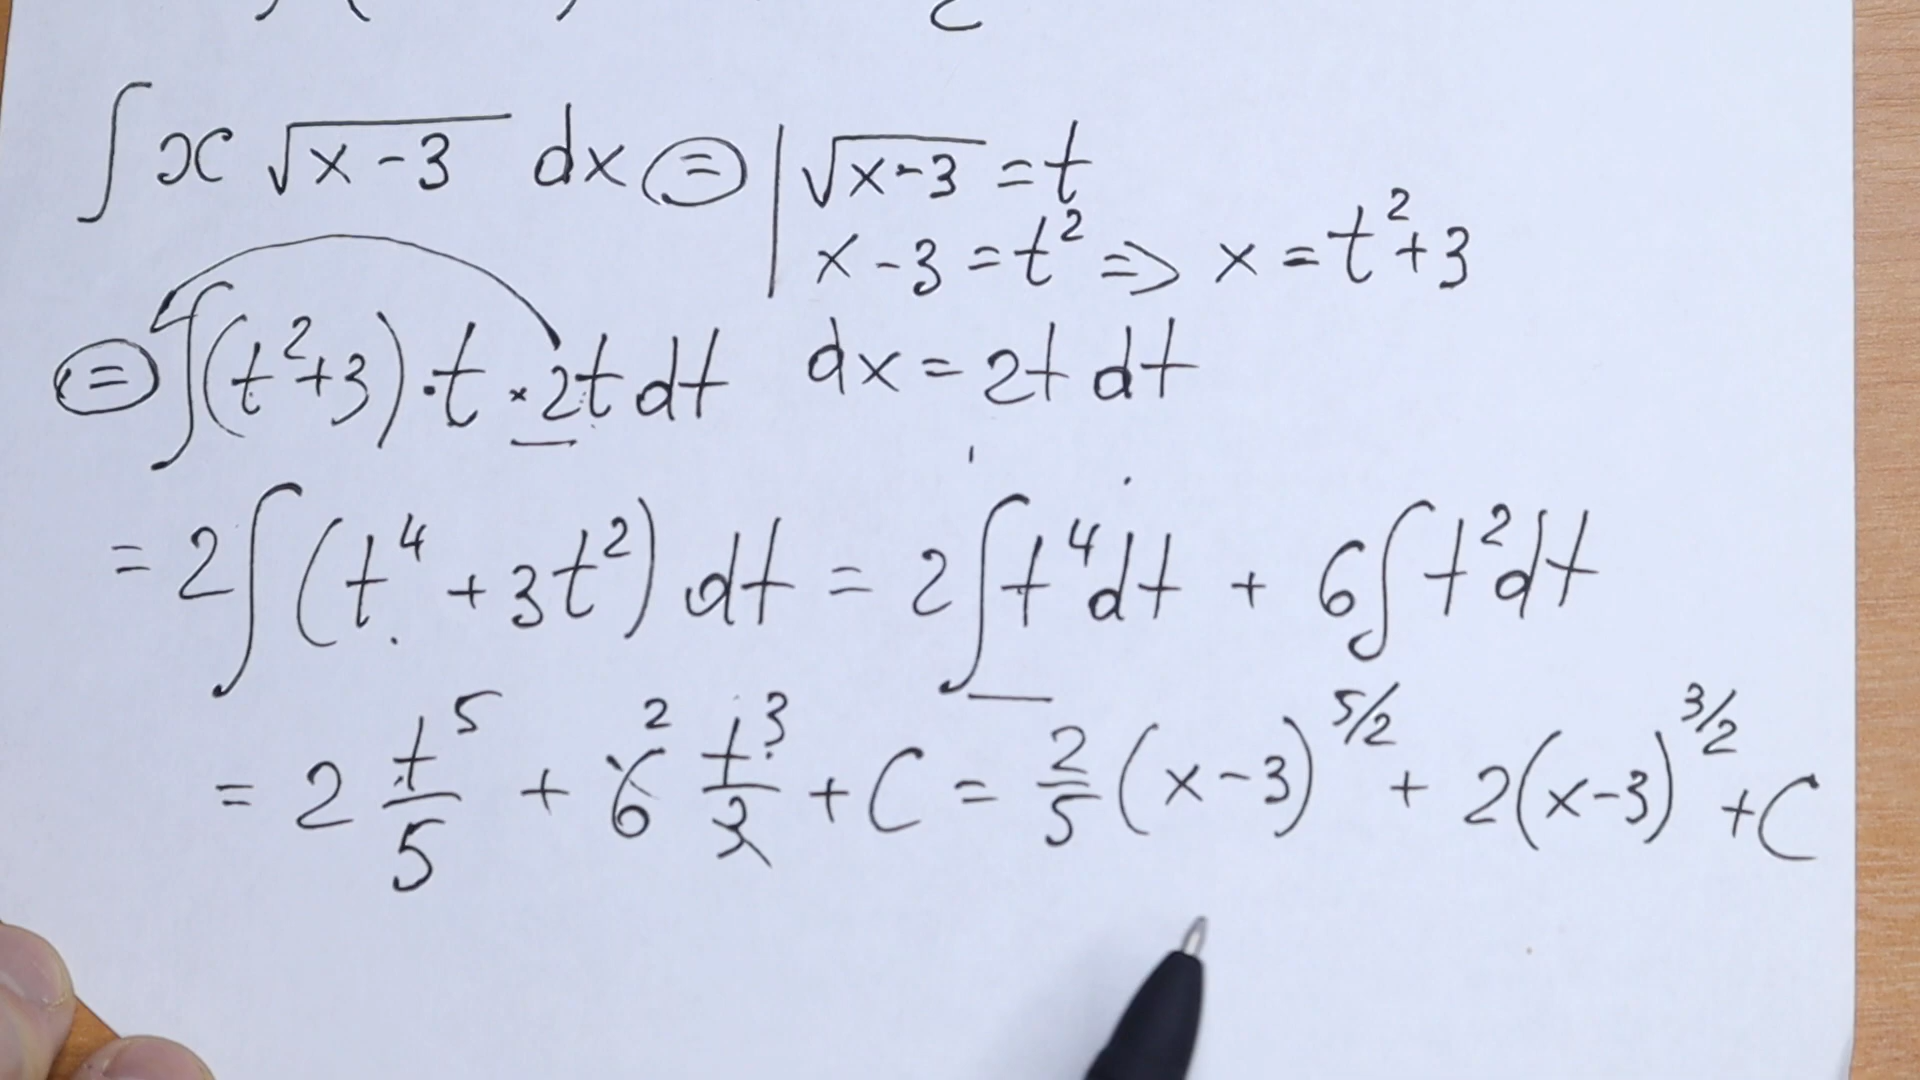 ∫ x √(x-3) dx ⊜ | √(x-3) = t
x - 3 = t² => x = t² + 3
⊜ ∫(t²+3)·t·2t dt dx = 2t dt
= 2∫(t⁴ + 3t²) dt = 2∫t⁴dt + 6∫t²dt
= 2 t⁵/5 + 6² t³/3 + C = 2/5 (x-3)^5/2 + 2(x-3)^3/2 + C